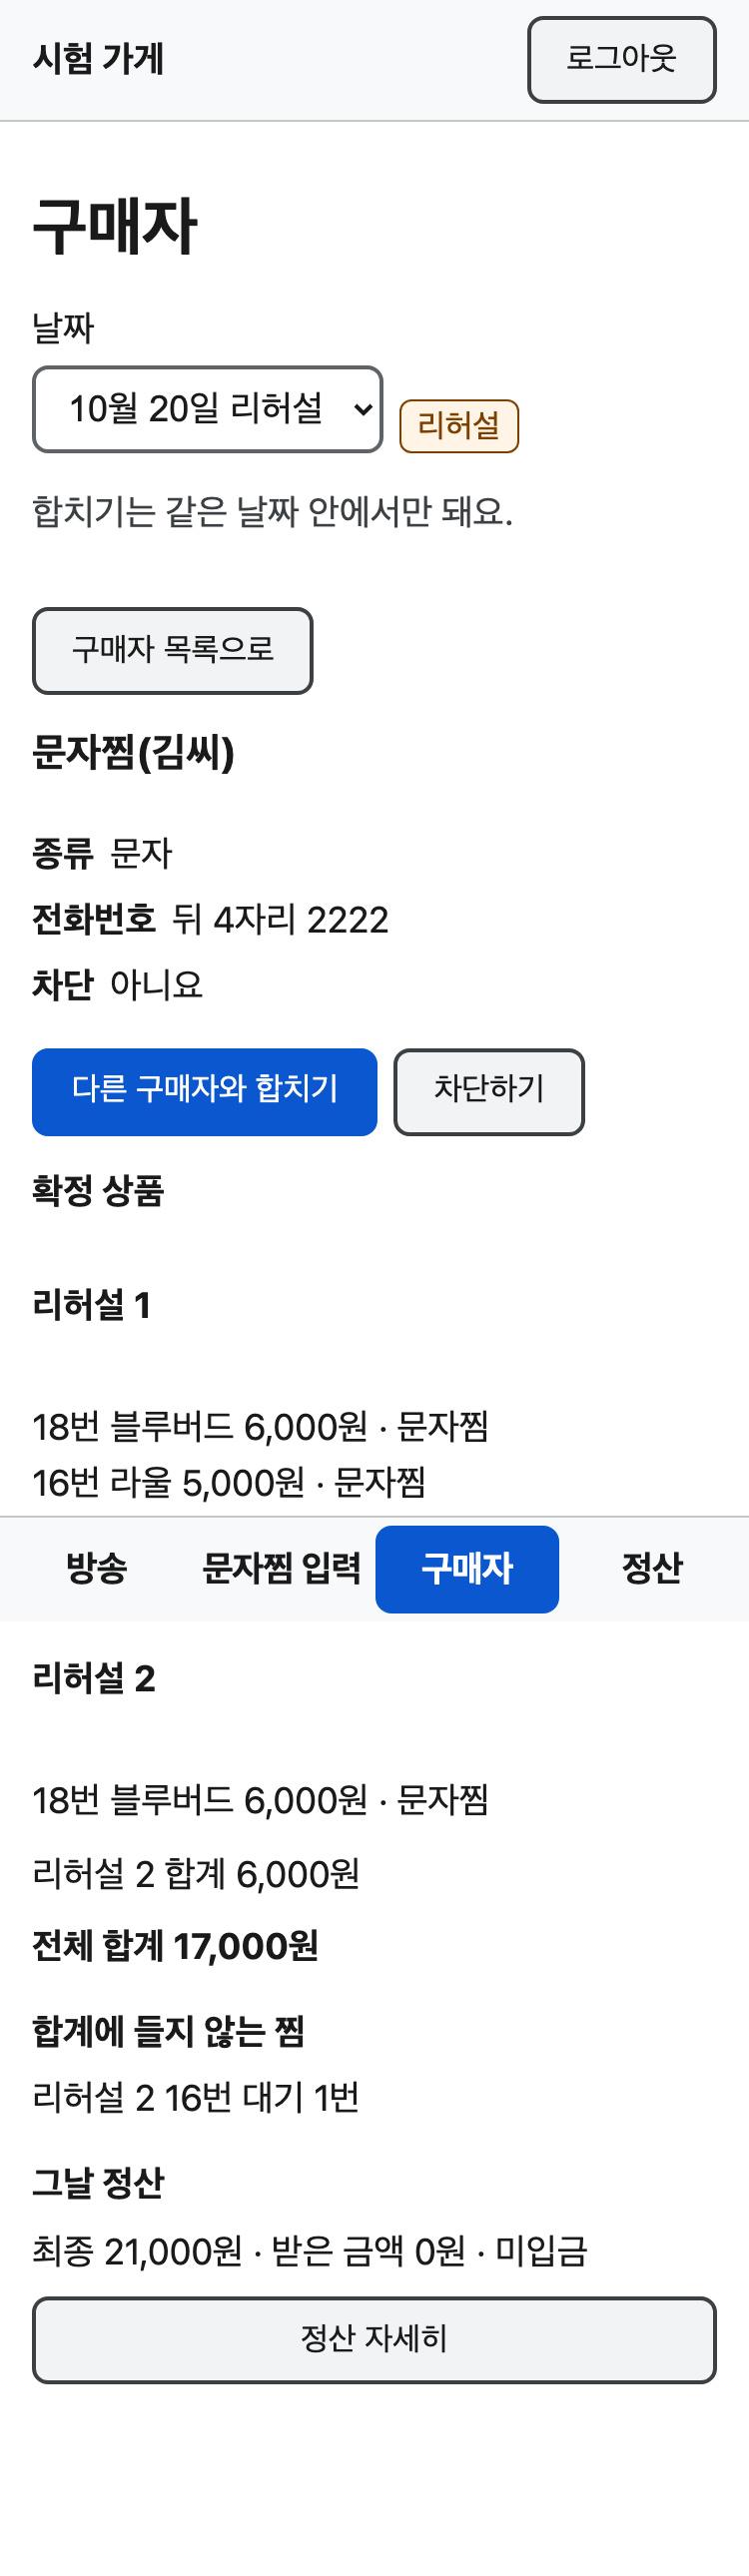 시험 가게
로그아웃
구매자
날짜
10월 20일 리허설
리허설
합치기는 같은 날짜 안에서만 돼요.
구매자 목록으로
문자찜(김씨)
종류 문자
전화번호 뒤 4자리 2222
차단 아니요
다른 구매자와 합치기 차단하기
확정 상품
리허설 1
18번 블루버드 6,000원 · 문자찜
16번 라울 5,000원 · 문자찜
방송 문자찜 입력 구매자 정산
리허설 2
18번 블루버드 6,000원 · 문자찜
리허설 2 합계 6,000원
전체 합계 17,000원
합계에 들지 않는 찜
리허설 2 16번 대기 1번
그날 정산
최종 21,000원 · 받은 금액 0원 · 미입금
정산 자세히